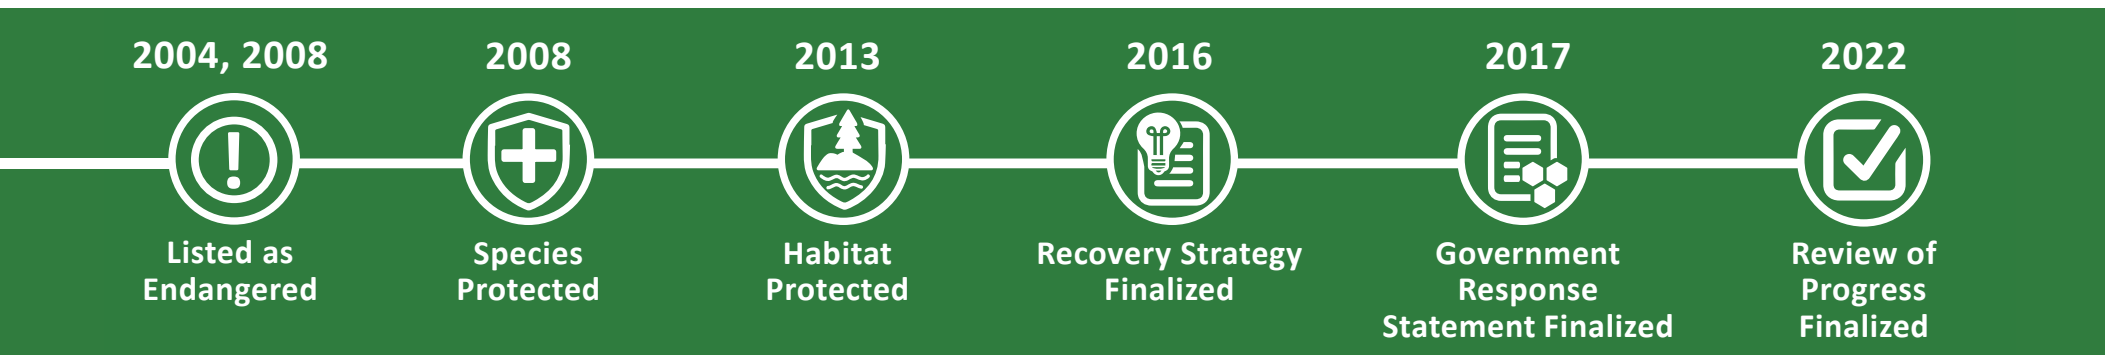 2004, 2008
Listed as
Endangered
2008
Species
Protected
2013
Habitat
Protected
2016
Recovery Strategy
Finalized
2017
Government
Response
Statement Finalized
2022
Review of
Progress
Finalized